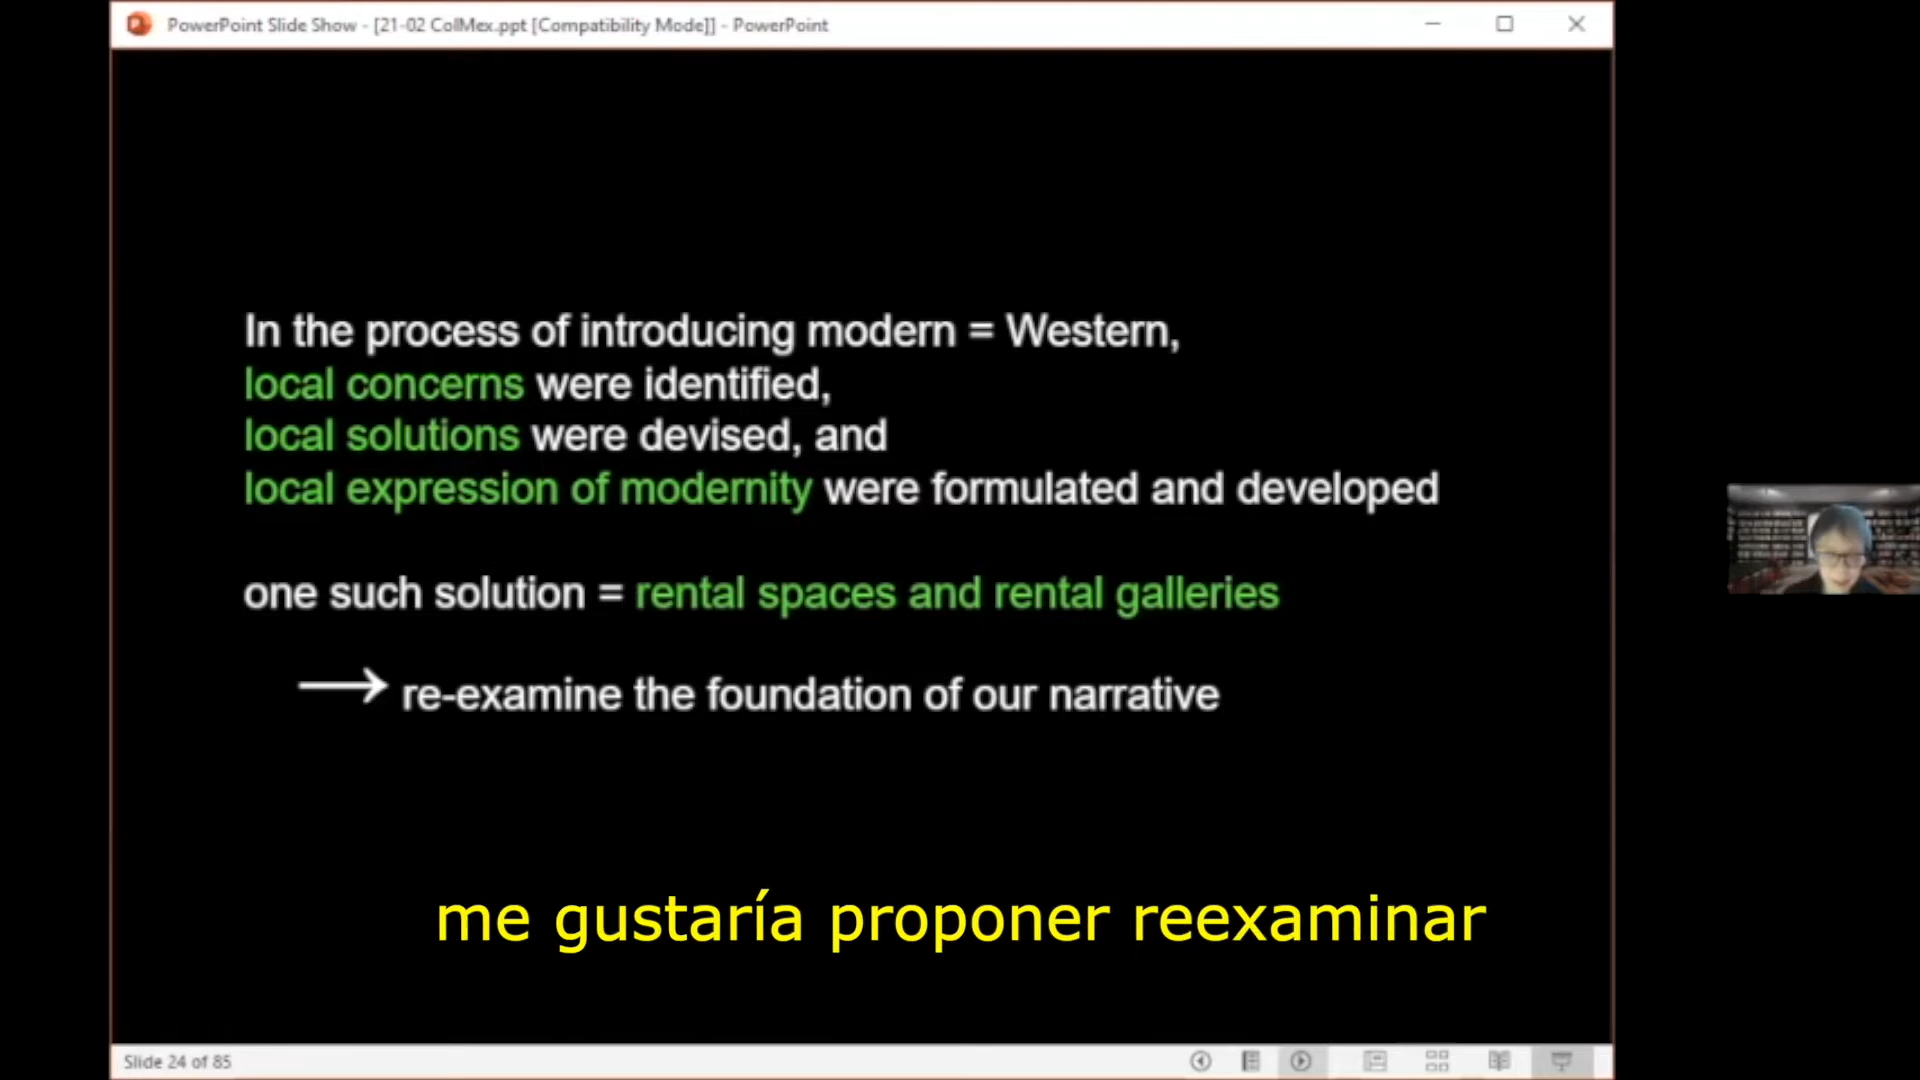 PowerPoint Slide Show - [21-02 ColMex.ppt [Compatibility Mode]] - PowerPoint
In the process of introducing modern = Western,
local concerns were identified,
local solutions were devised, and
local expression of modernity were formulated and developed
one such solution = rental spaces and rental galleries
→ re-examine the foundation of our narrative
me gustaría proponer reexaminar
Slide 24 of 85